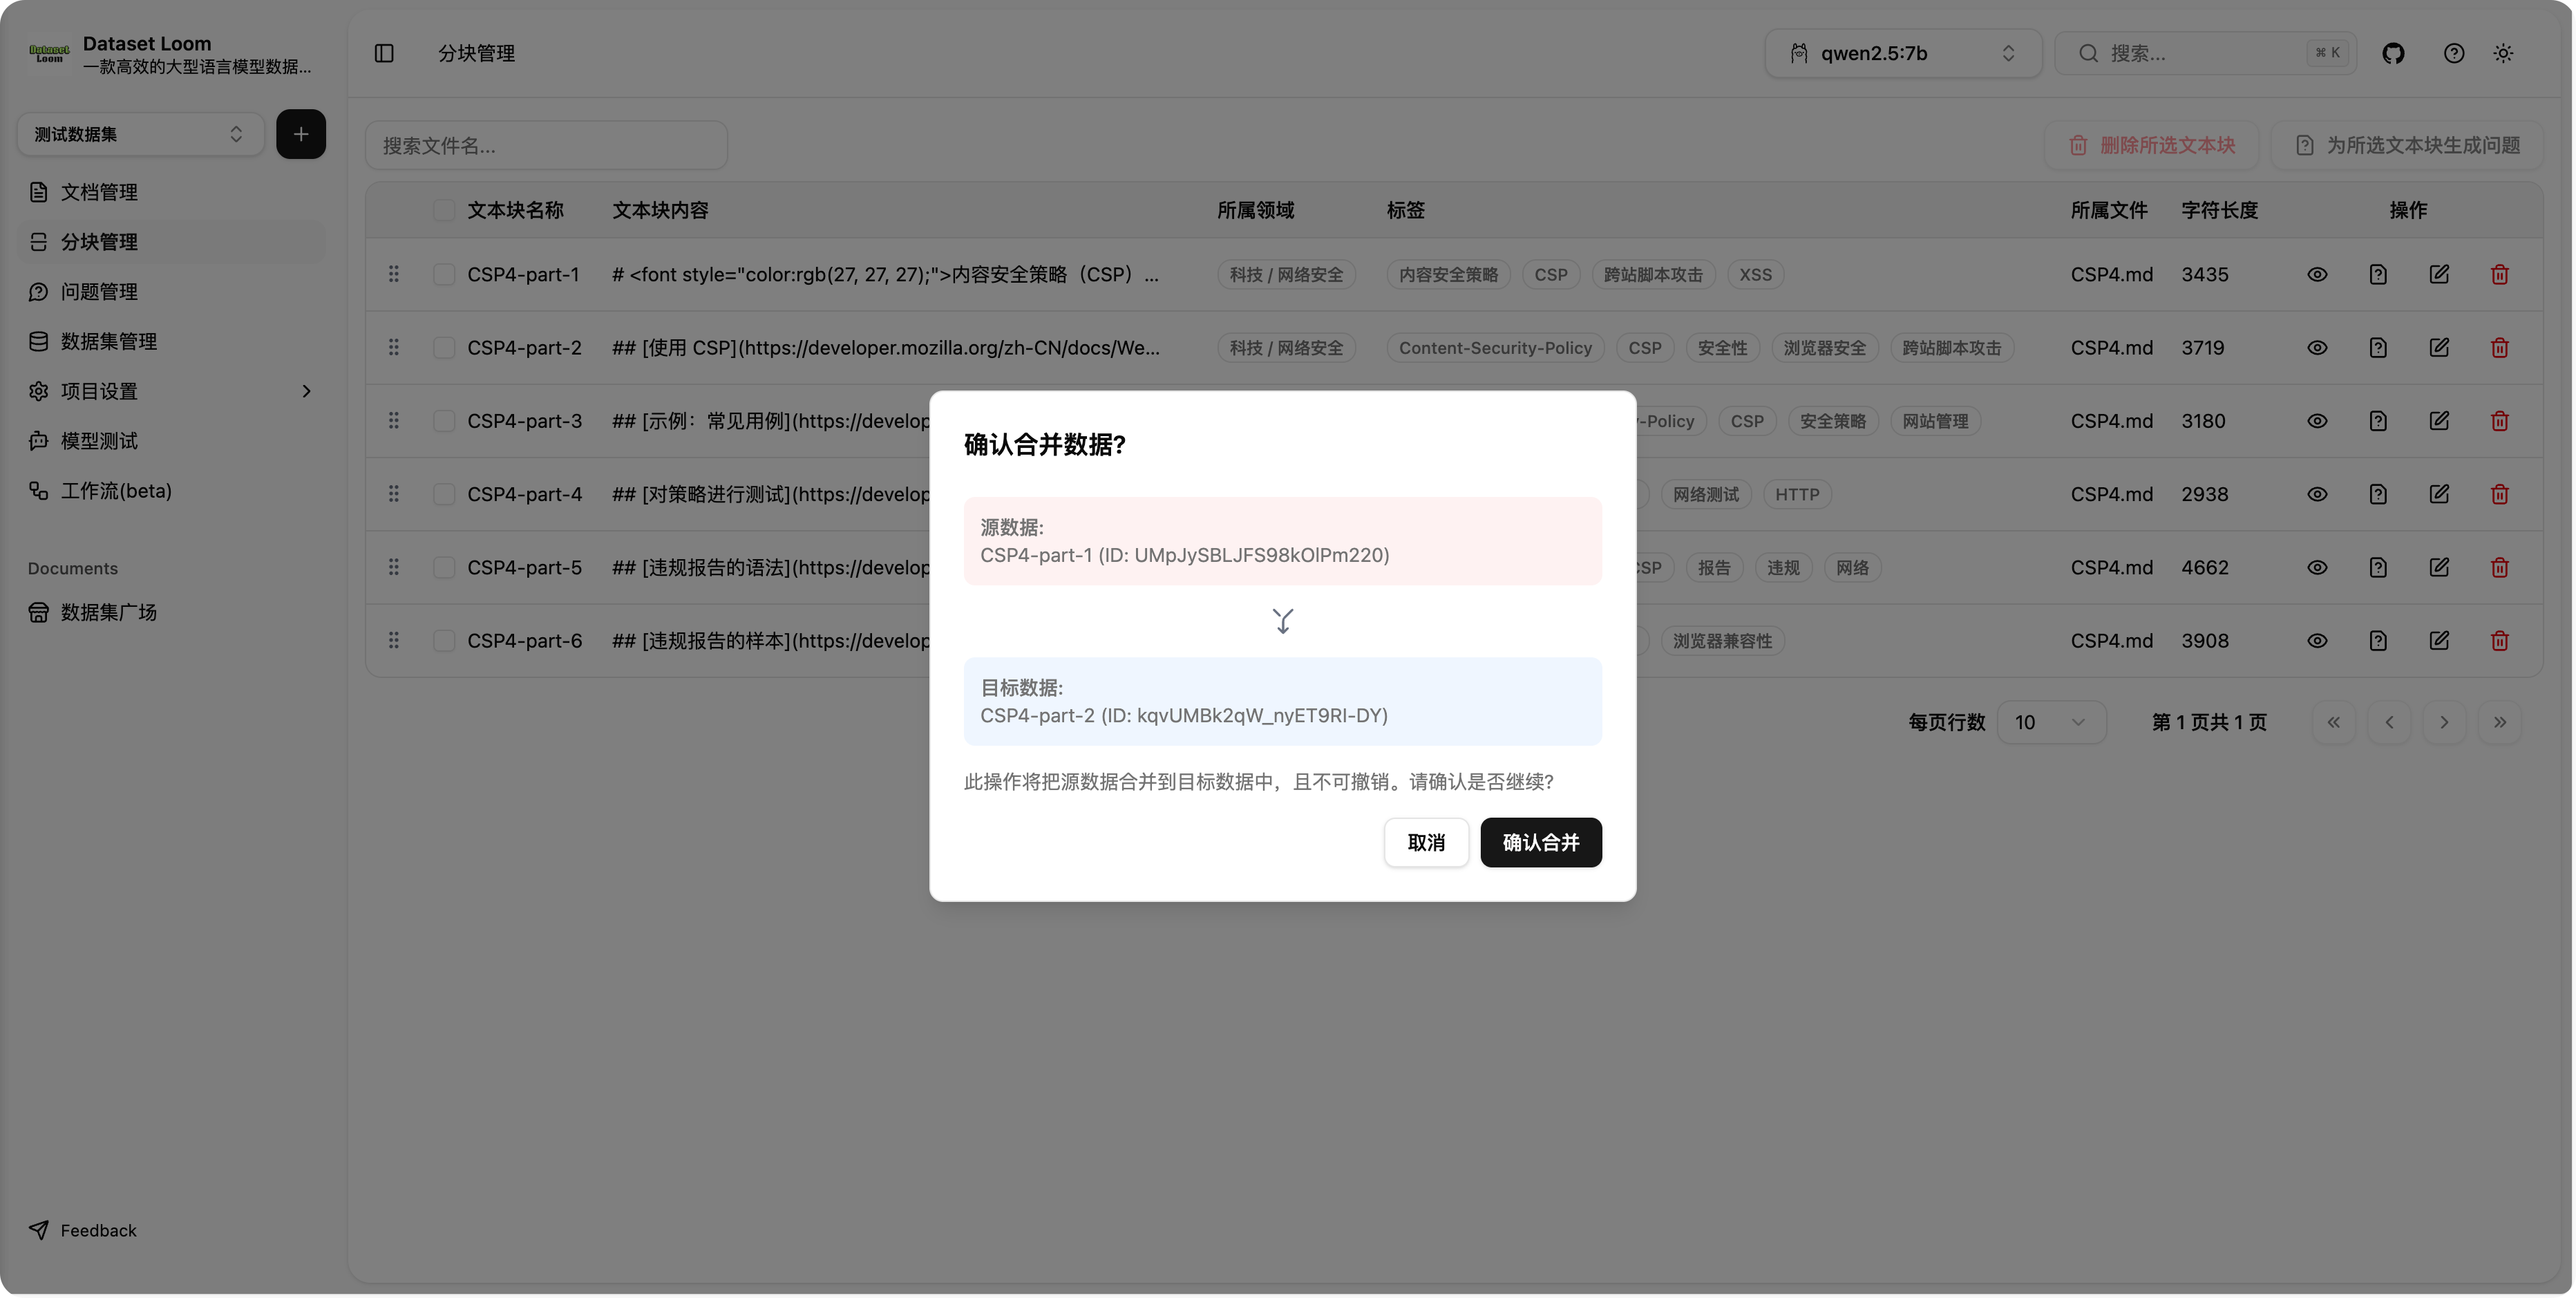 Dataset Loom
Dataset Loom
一款高效的大型语言模型数据...
测试数据集
文档管理
分块管理
问题管理
数据集管理
项目设置
模型测试
工作流(beta)
Documents
数据集广场
Feedback
分块管理
qwen2.5:7b
搜索...
⌘ K
搜索文件名...
删除所选文本块
为所选文本块生成问题
文本块名称 文本块内容 所属领域 标签 所属文件 字符长度 操作
CSP4-part-1 # <font style="color:rgb(27, 27, 27);">内容安全策略（CSP）... 科技 / 网络安全 内容安全策略 CSP 跨站脚本攻击 XSS CSP4.md 3435
CSP4-part-2 ## [使用 CSP](https://developer.mozilla.org/zh-CN/docs/We... 科技 / 网络安全 Content-Security-Policy CSP 安全性 浏览器安全 跨站脚本攻击 CSP4.md 3719
CSP4-part-3 ## [示例：常见用例](https://develop -Policy CSP 安全策略 网站管理 CSP4.md 3180
CSP4-part-4 ## [对策略进行测试](https://develop 网络测试 HTTP CSP4.md 2938
CSP4-part-5 ## [违规报告的语法](https://develop SP 报告 违规 网络 CSP4.md 4662
CSP4-part-6 ## [违规报告的样本](https://develop 浏览器兼容性 CSP4.md 3908
每页行数 10 第 1 页共 1 页
确认合并数据?
源数据:
CSP4-part-1 (ID: UMpJySBLJFS98kOlPm220)
目标数据:
CSP4-part-2 (ID: kqvUMBk2qW_nyET9RI-DY)
此操作将把源数据合并到目标数据中，且不可撤销。请确认是否继续?
取消
确认合并